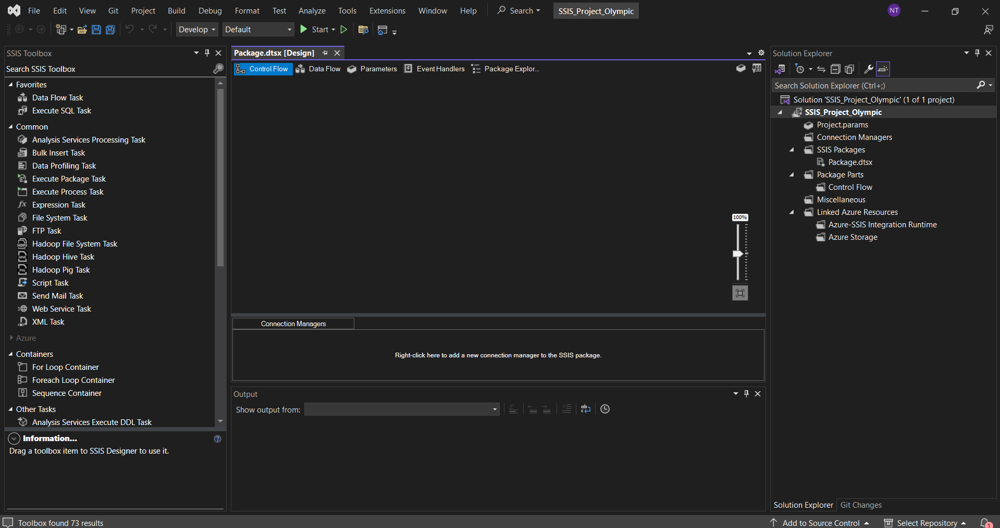 File Edit View Git Project Build Debug Format Test Analyze Tools Extensions Window Help Search SSIS_Project_Olympic NT
Develop Default Start
SSIS Toolbox
Search SSIS Toolbox
Favorites
Data Flow Task
Execute SQL Task
Common
Analysis Services Processing Task
Bulk Insert Task
Data Profiling Task
Execute Package Task
Execute Process Task
Expression Task
File System Task
FTP Task
Hadoop File System Task
Hadoop Hive Task
Hadoop Pig Task
Script Task
Send Mail Task
Web Service Task
XML Task
Azure
Containers
For Loop Container
Foreach Loop Container
Sequence Container
Other Tasks
Analysis Services Execute DDL Task
Information...
Drag a toolbox item to SSIS Designer to use it.
Package.dtsx [Design]
Control Flow Data Flow Parameters Event Handlers Package Explor...
100%
Connection Managers
Right-click here to add a new connection manager to the SSIS package.
Output
Show output from:
Solution Explorer
Search Solution Explorer (Ctrl+;)
Solution 'SSIS_Project_Olympic' (1 of 1 project)
SSIS_Project_Olympic
Project.params
Connection Managers
SSIS Packages
Package.dtsx
Package Parts
Control Flow
Miscellaneous
Linked Azure Resources
Azure-SSIS Integration Runtime
Azure Storage
Solution Explorer Git Changes
Toolbox found 73 results
Add to Source Control Select Repository 1